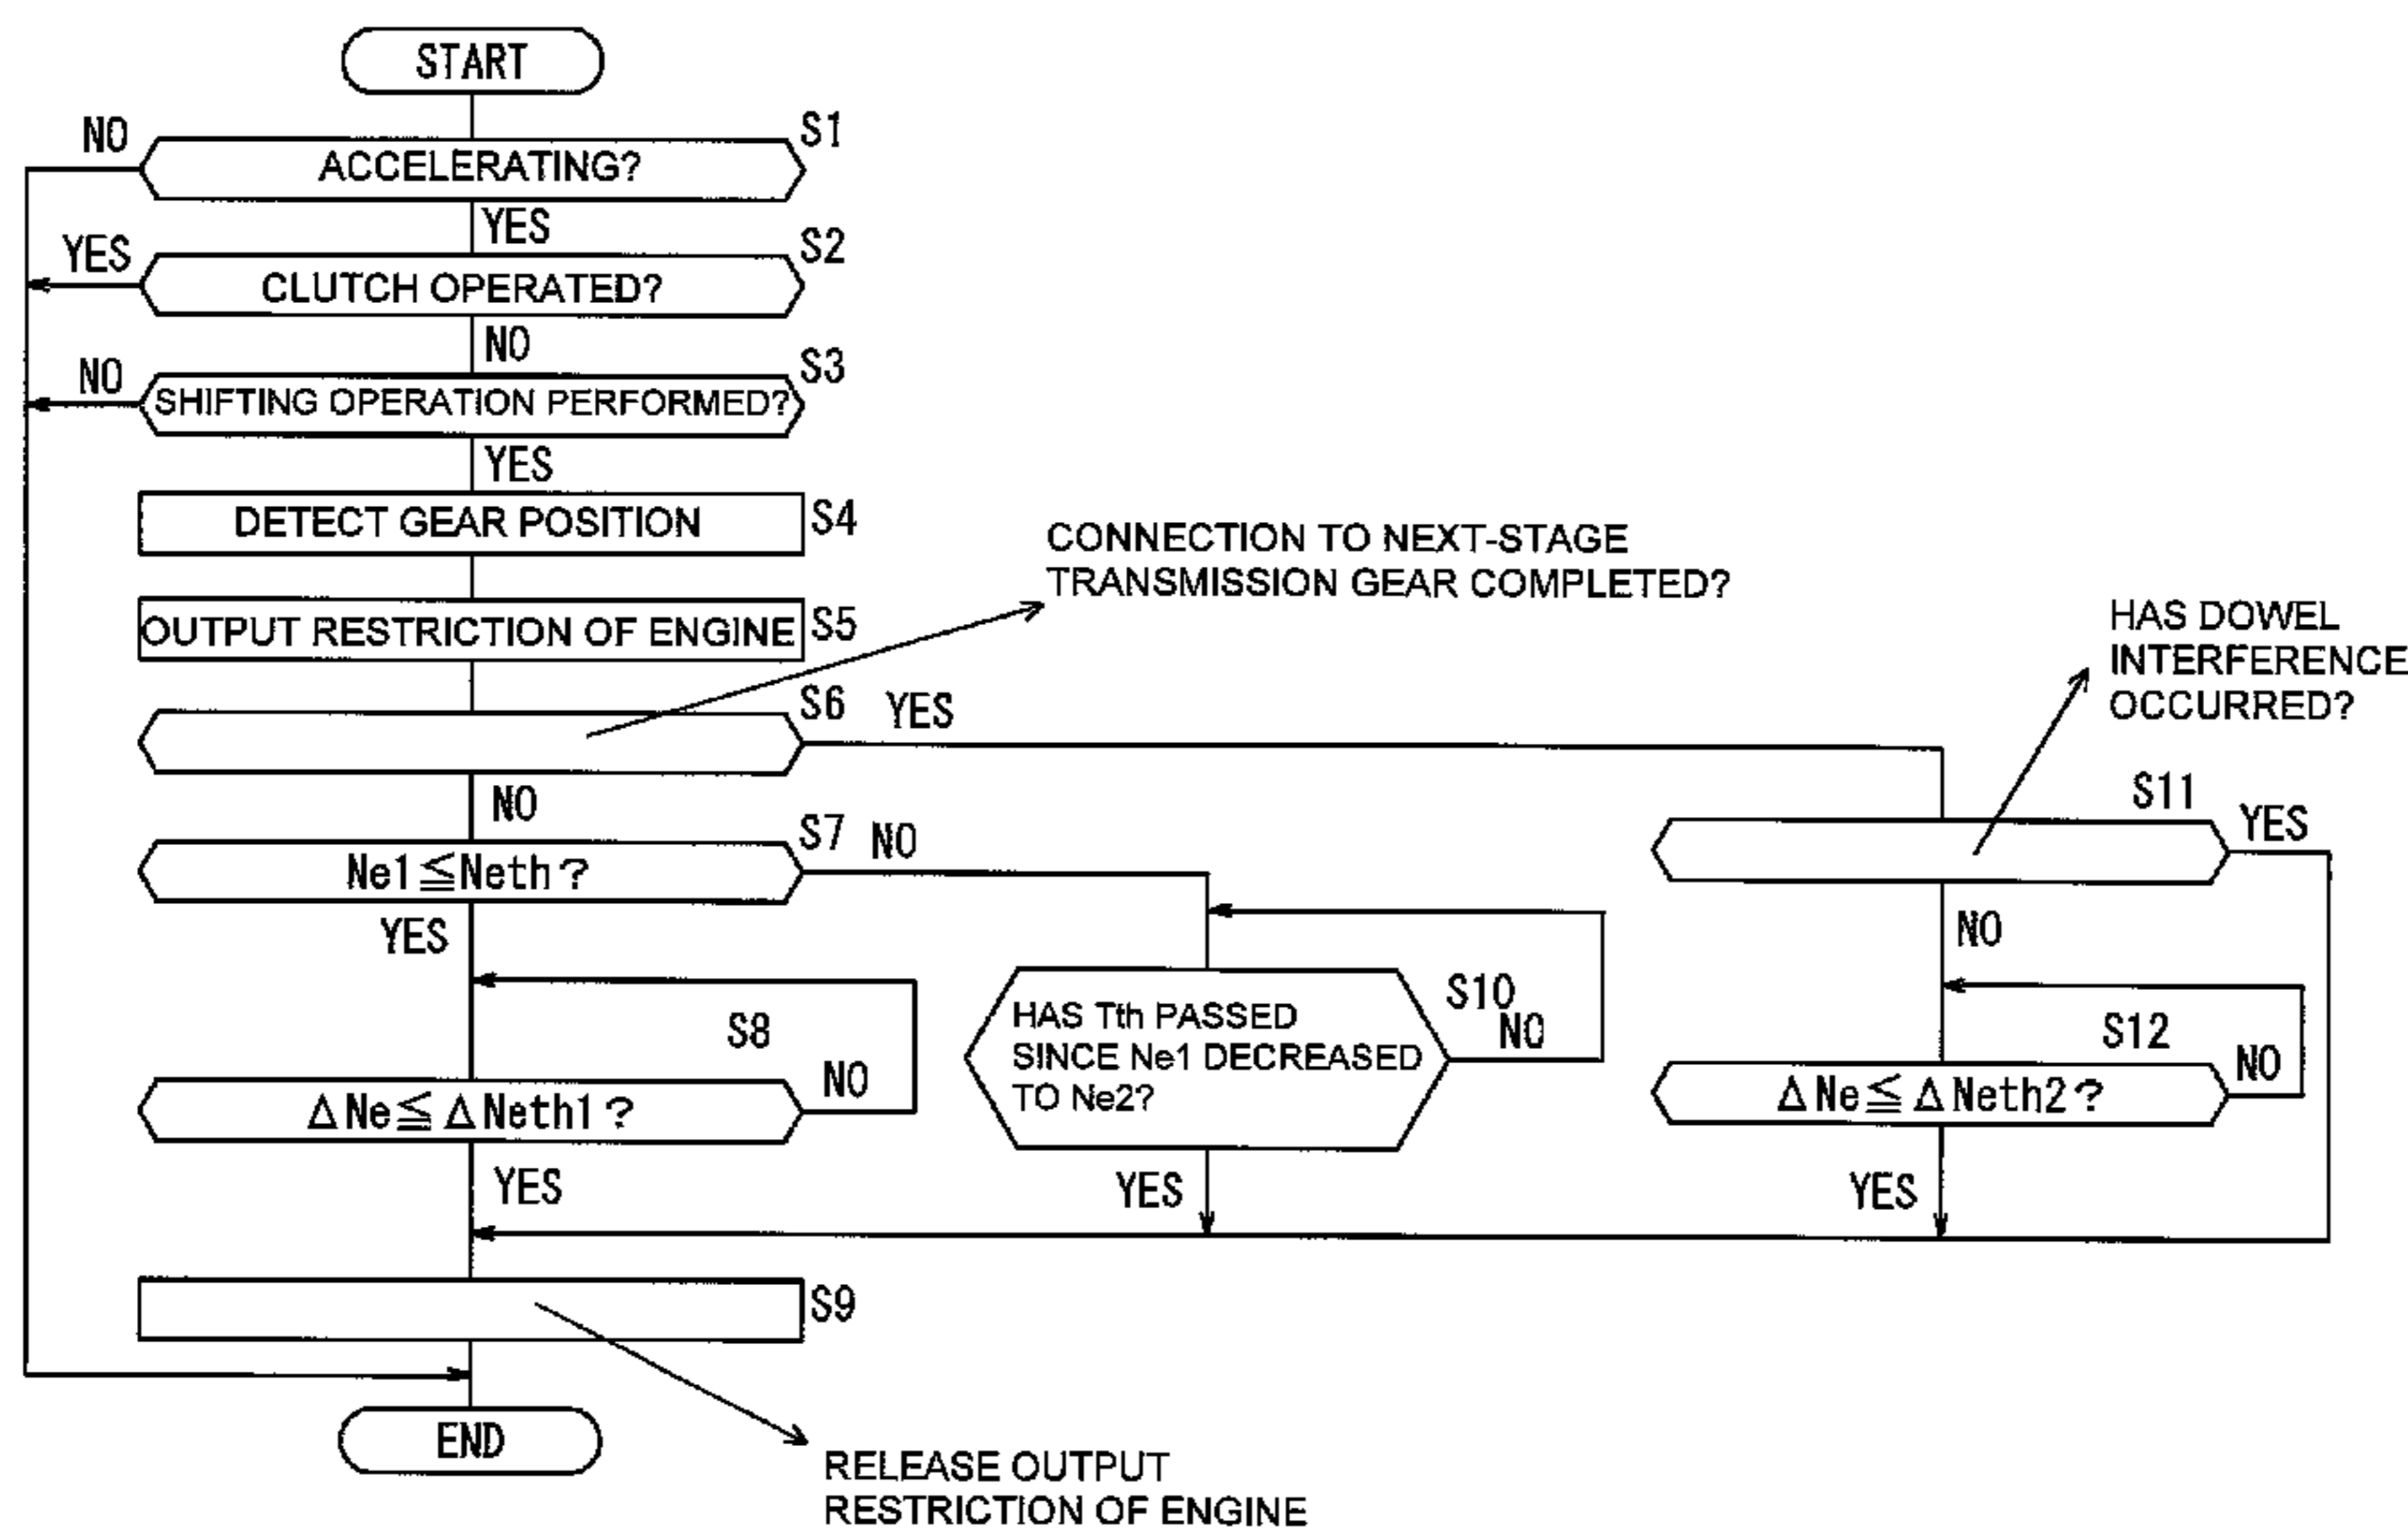 START
NO
S1
ACCELERATING?
YES
YES
S2
CLUTCH OPERATED?
NO
NO
S3
SHIFTING OPERATION PERFORMED?
YES
DETECT GEAR POSITION
S4
CONNECTION TO NEXT-STAGE
TRANSMISSION GEAR COMPLETED?
OUTPUT RESTRICTION OF ENGINE
S5
HAS DOWEL
INTERFERENCE
OCCURRED?
S6
YES
NO
S11
YES
S7
NO
Ne1≦Neth?
YES
NO
S8
NO
ΔNe≦ΔNeth1?
YES
S10
NO
HAS Tth PASSED
SINCE Ne1 DECREASED
TO Ne2?
YES
S12
NO
ΔNe≦ΔNeth2?
YES
S9
END
RELEASE OUTPUT
RESTRICTION OF ENGINE